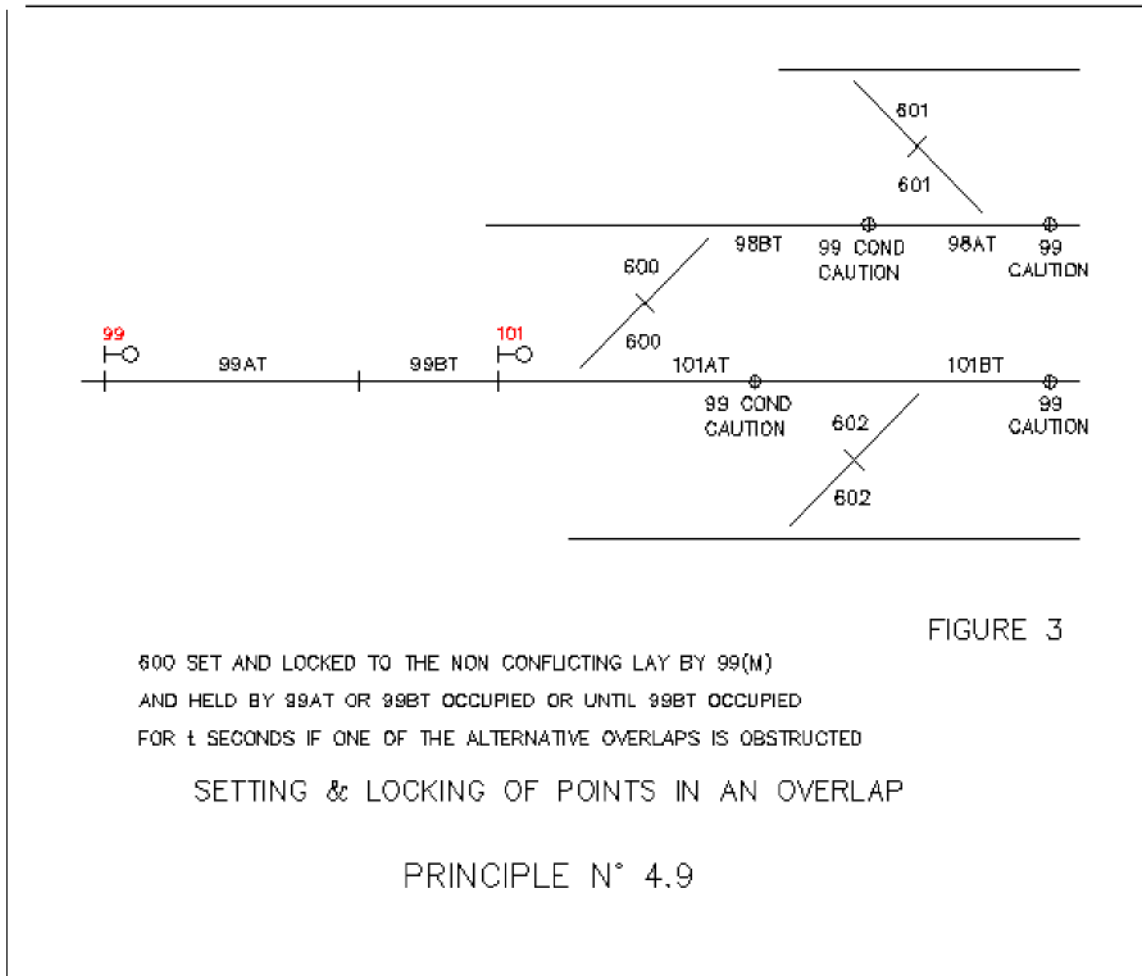 601
601
98BT
99 COND
CAUTION
98AT
99
CAUTION
600
600
99
101
99AT
99BT
101AT
101BT
99 COND
CAUTION
99
CAUTION
602
602
FIGURE 3
600 SET AND LOCKED TO THE NON CONFLICTING LAY BY 99(M)
AND HELD BY 99AT OR 99BT OCCUPIED OR UNTIL 99BT OCCUPIED
FOR t SECONDS IF ONE OF THE ALTERNATIVE OVERLAPS IS OBSTRUCTED
SETTING & LOCKING OF POINTS IN AN OVERLAP
PRINCIPLE N° 4.9